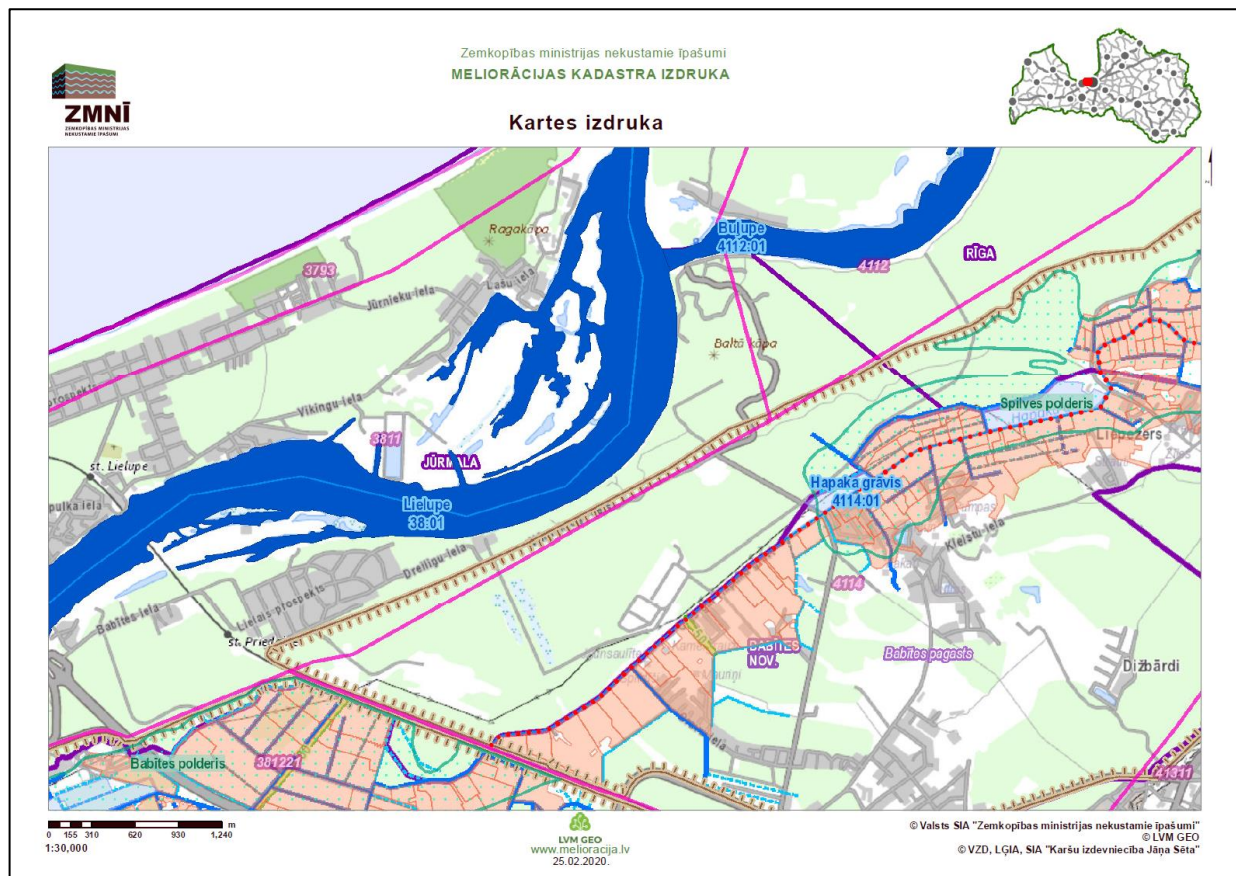 Zemkopības ministrijas nekustamie īpašumi
MELIORĀCIJAS KADASTRA IZDRUKA
ZMNĪ
ZEMKOPĪBAS MINISTRIJAS
NEKUSTAMIE ĪPAŠUMI
Kartes izdruka
Ragakāpa
Buļupe
4112:01
RĪGA
3793
4112
Lašu iela
Jūrnieku-iela
Baltā kāpa
prospekts
Vikingu-iela
Spilves polderis
3811
JŪRMALA
Liepezers
st. Lielupe
Hapaka grāvis
4114:01
pulka iela
Lielupe
38:01
Kleistu-iela
Dreiliņu-iela
4114
Babītes-iela
Lielais-prospekts
st. Priedaine
BABĪTES
NOV.
Babītes pagasts
Dižbārdi
Babītes polderis
381221
41311
0 155 310 620 930 1,240 m
1:30,000
LVM GEO
www.melioracija.lv
25.02.2020.
© Valsts SIA "Zemkopības ministrijas nekustamie īpašumi"
© LVM GEO
© VZD, LĢIA, SIA "Karšu izdevniecība Jāņa Sēta"